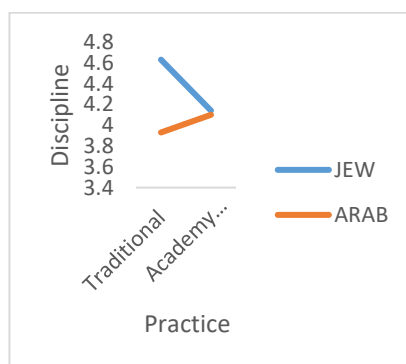 4.8
4.6
4.4
4.2
4
3.8
3.6
3.4
Discipline
Traditional
Academy...
Practice
JEW
ARAB